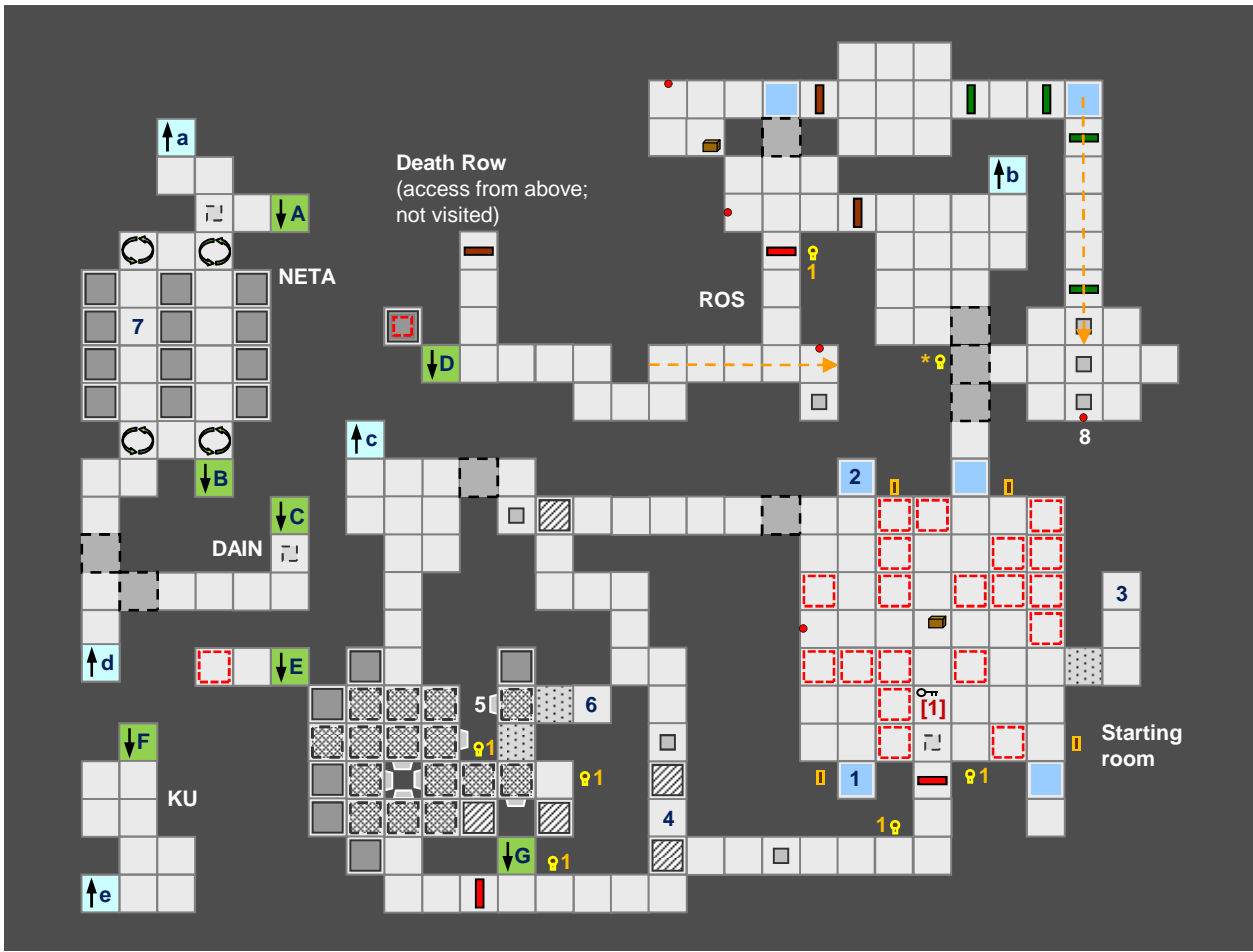 a
Death Row
(access from above;
not visited)
b
A
NETA
1
ROS
7
D
*
8
c
B
2
C
DAIN
3
d
E
5
6
[1]
1
Starting
room
F
1
1
1
KU
4
1
G
1
e